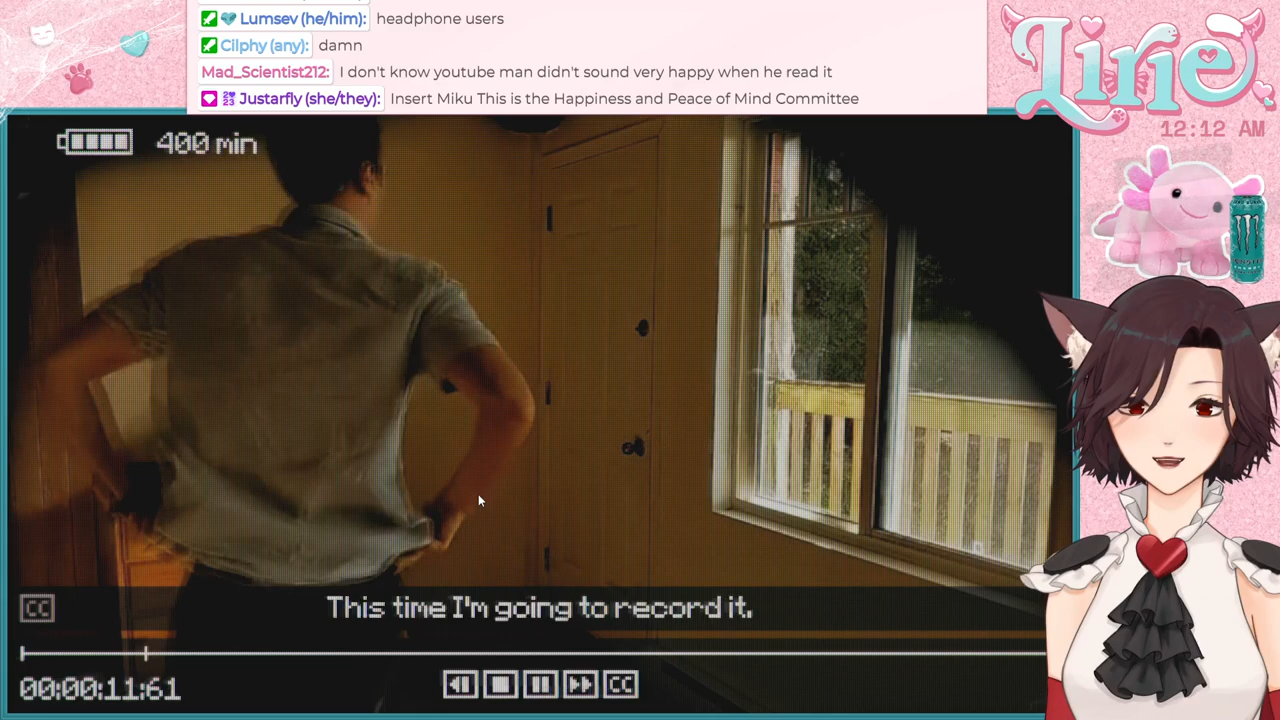 Lumsev (he/him): headphone users
Cilphy (any): damn
Mad_Scientist212: I don't know youtube man didn't sound very happy when he read it
23 Justarfly (she/they): Insert Miku This is the Happiness and Peace of Mind Committee
Lirie
12:12 AM
400 min
CC This time I'm going to record it.
00:00:11:61
CC